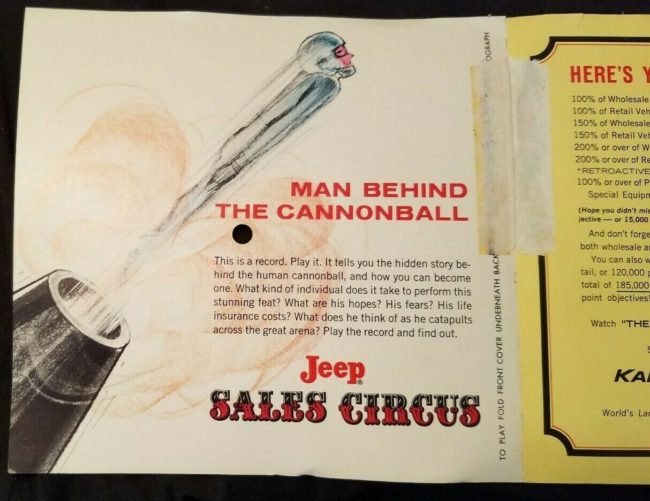 MAN BEHIND
THE CANNONBALL
This is a record. Play it. It tells you the hidden story be-
hind the human cannonball, and how you can become
one. What kind of individual does it take to perform this
stunning feat? What are his hopes? His fears? His life
insurance costs? What does he think of as he catapults
across the great arena? Play the record and find out.
Jeep®
SALES CIRCUS
TO PLAY FOLD FRONT COVER UNDERNEATH BACK
OGRAPH
HERE'S Y
100% of Wholesale
100% of Retail Veh
150% of Wholesale
150% of Retail Veh
200% or over of W
200% or over of Re
*RETROACTIVE
100% or over of P
Special Equipm
(Hope you didn't mis
jective — or 15,000
And don't forge
both wholesale a
You can also w
tail, or 120,000 p
total of 185,000
point objectives!
Watch "THE
S
KAI
World's Lar